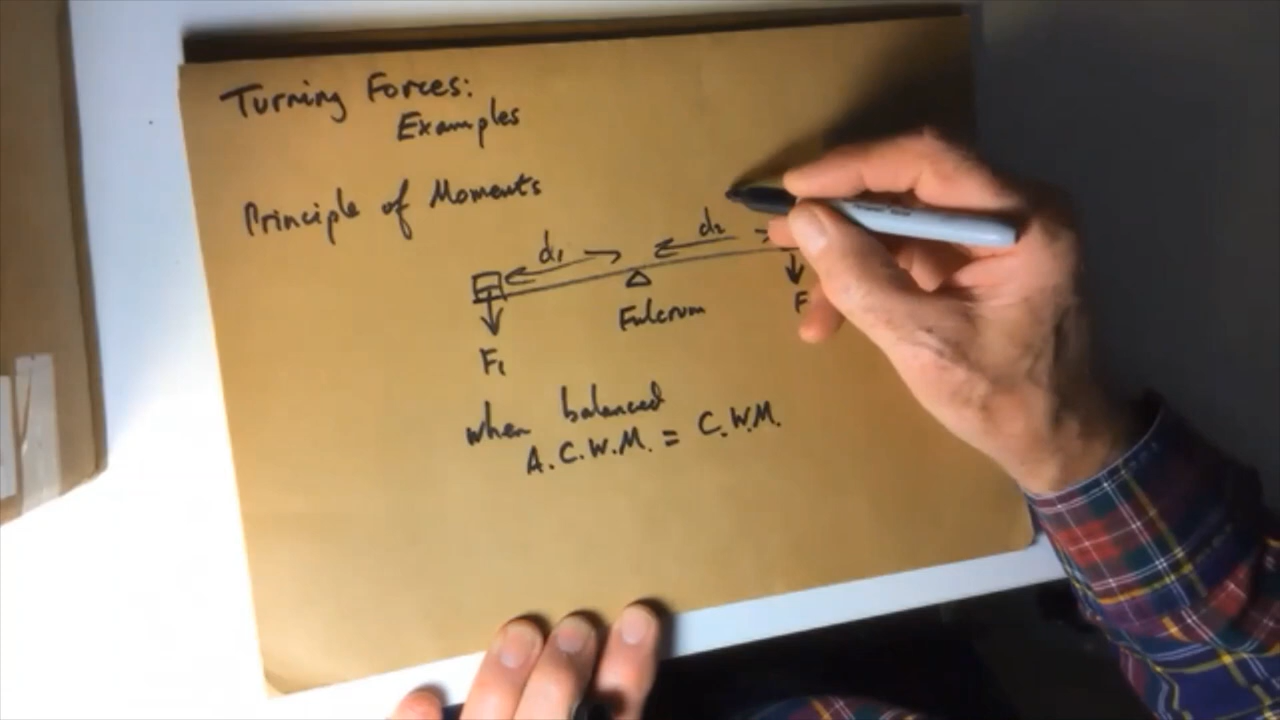 Turning Forces:
Examples
Principle of Moments
d₁
d₂
Fulcrum
F
F₁
when balanced
A.C.W.M. = C.W.M.